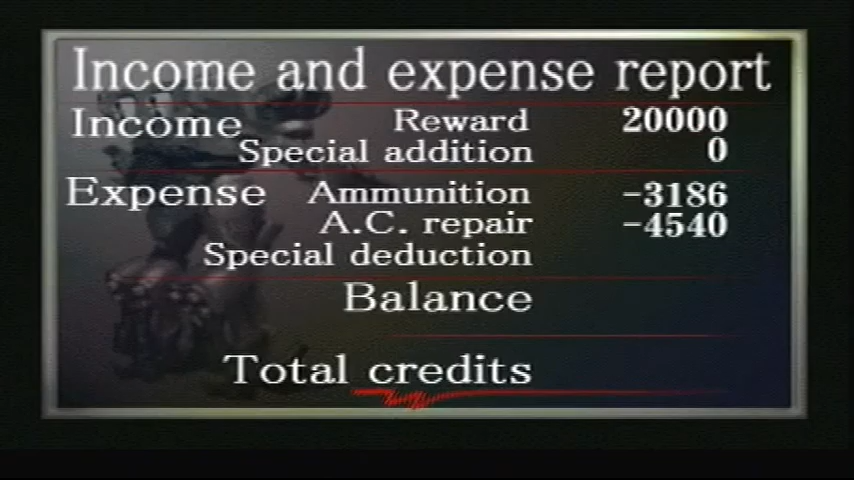 Income and expense report
Income Reward 20000
Special addition 0
Expense Ammunition -3186
A.C. repair -4540
Special deduction
Balance
Total credits